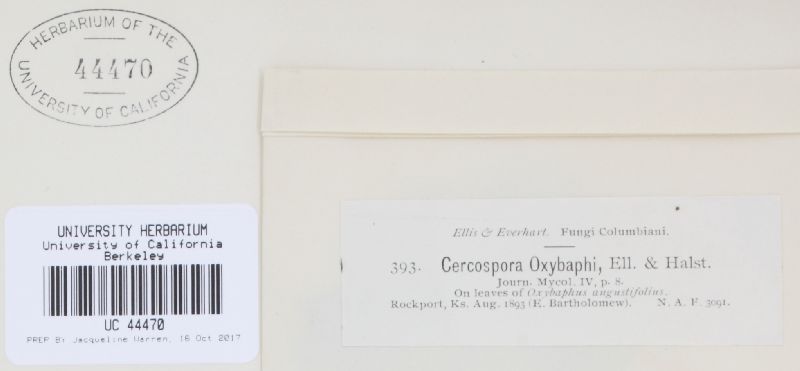 HERBARIUM OF THE
44470
UNIVERSITY OF CALIFORNIA
UNIVERSITY HERBARIUM
University of California
Berkeley
UC 44470
PREP BY Jacqueline Warren, 16 Oct 2017
Ellis & Everhart. Fungi Columbiani.
393. Cercospora Oxybaphi, Ell. & Halst.
Journ. Mycol. IV, p. 8.
On leaves of Oxybaphus angustifolius.
Rockport, Ks. Aug. 1893 (E. Bartholomew). N. A. F. 3091.